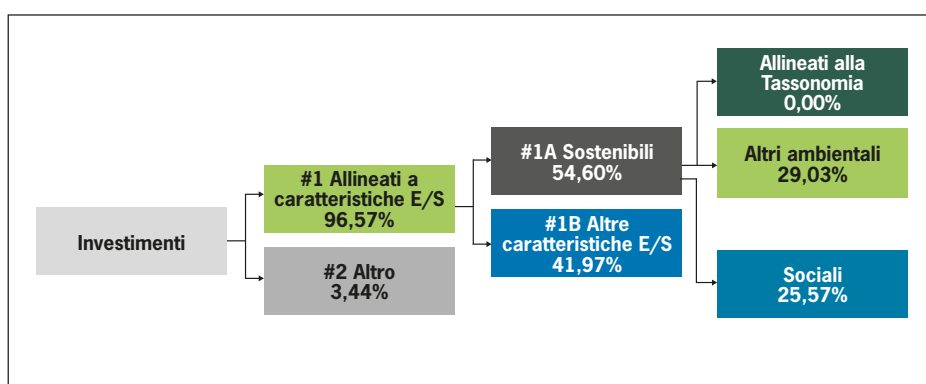 Investimenti
#1 Allineati a
caratteristiche E/S
96,57%
#2 Altro
3,44%
#1A Sostenibili
54,60%
#1B Altre
caratteristiche E/S
41,97%
Allineati alla
Tassonomia
0,00%
Altri ambientali
29,03%
Sociali
25,57%